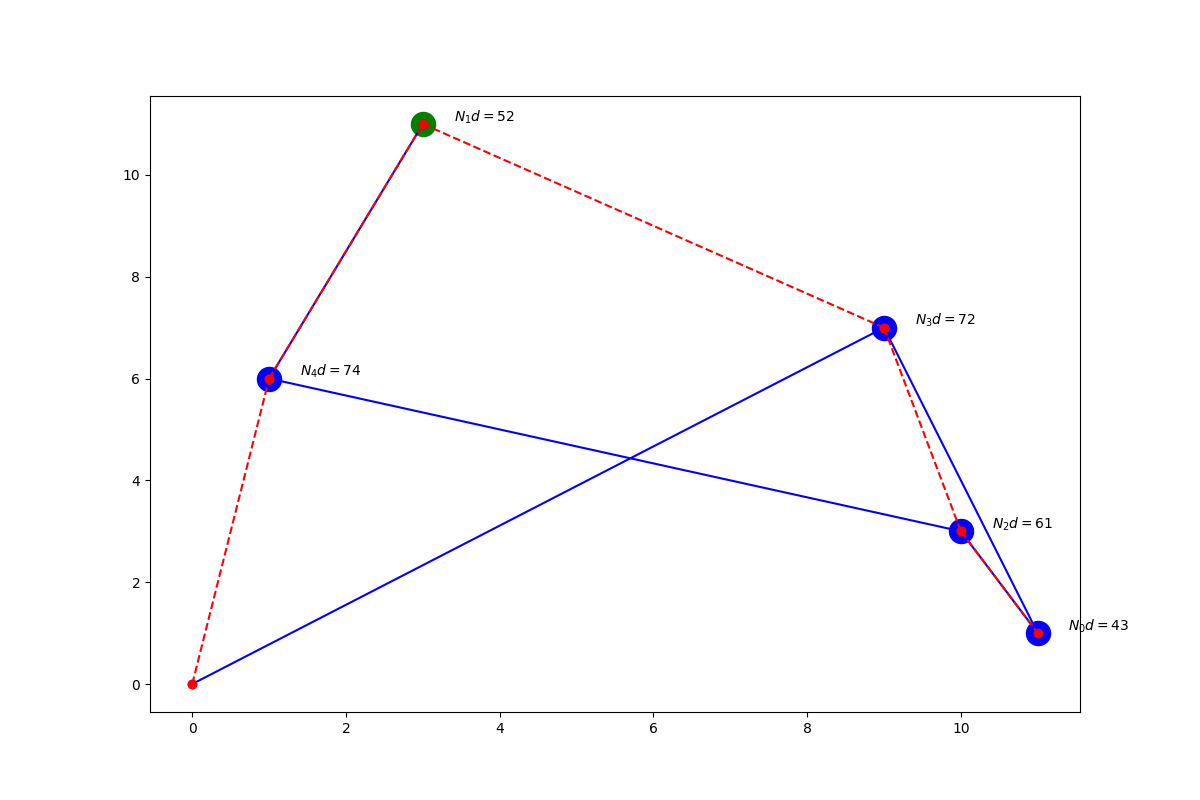 N₁d = 52
10
8
N₃d = 72
N₄d = 74
6
4
N₂d = 61
2
N₀d = 43
0
0 2 4 6 8 10